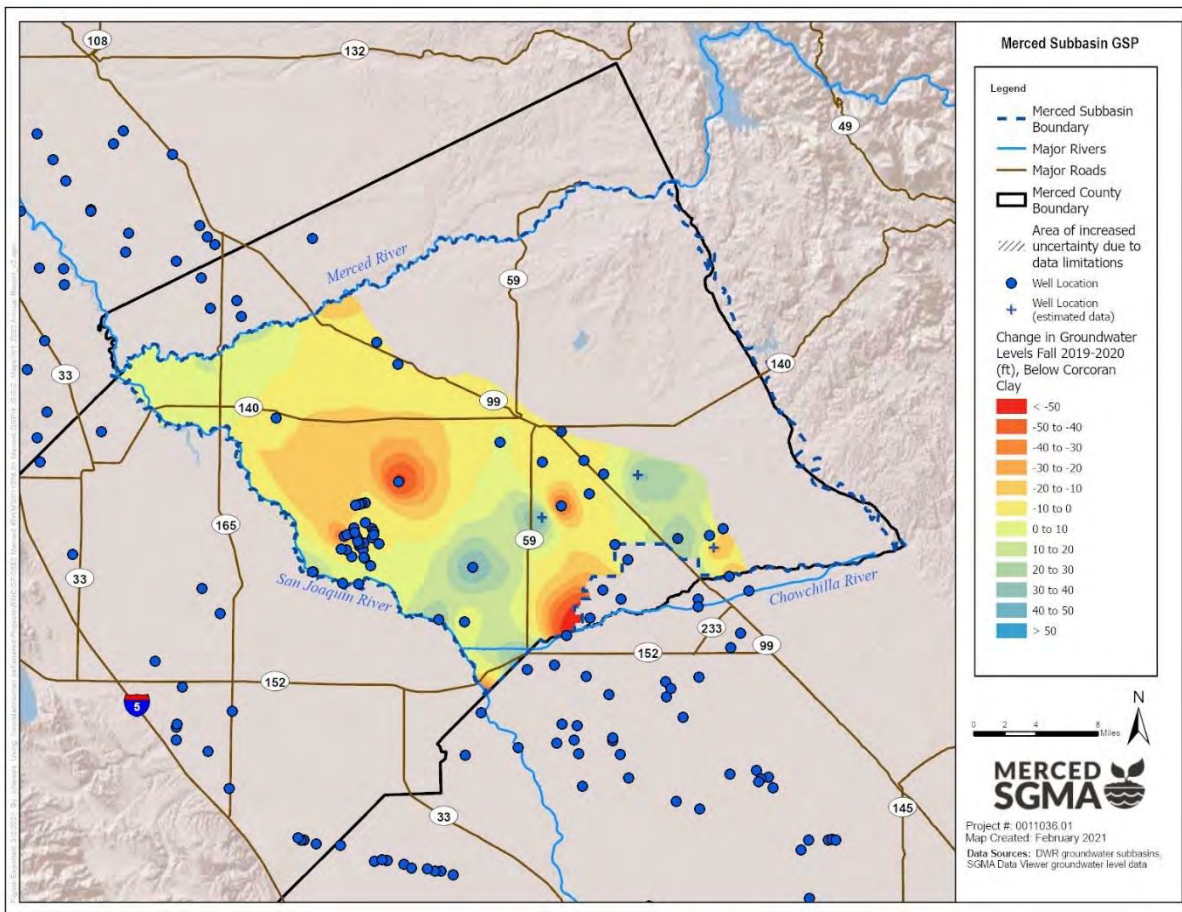 108
132
49
Merced River
59
140
33
99
140
165
59
33
San Joaquin River
Chowchilla River
233
99
152
152
5
33
145
Merced Subbasin GSP
Legend
Merced Subbasin
Boundary
Major Rivers
Major Roads
Merced County
Boundary
Area of increased
uncertainty due to
data limitations
Well Location
Well Location
(estimated data)
Change in Groundwater
Levels Fall 2019-2020
(ft), Below Corcoran
Clay
< -50
-50 to -40
-40 to -30
-30 to -20
-20 to -10
-10 to 0
0 to 10
10 to 20
20 to 30
30 to 40
40 to 50
> 50
N
0 2 4 8
Miles
MERCED
SGMA
Project #: 0011036.01
Map Created: February 2021
Data Sources: DWR groundwater subbasins,
SGMA Data Viewer groundwater level data